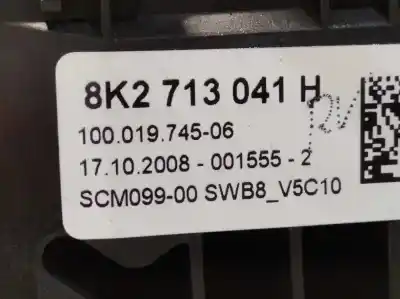 8K2 713 041 H
100.019.745-06
17.10.2008 - 001555 - 2
SCM099-00 SWB8_V5C10